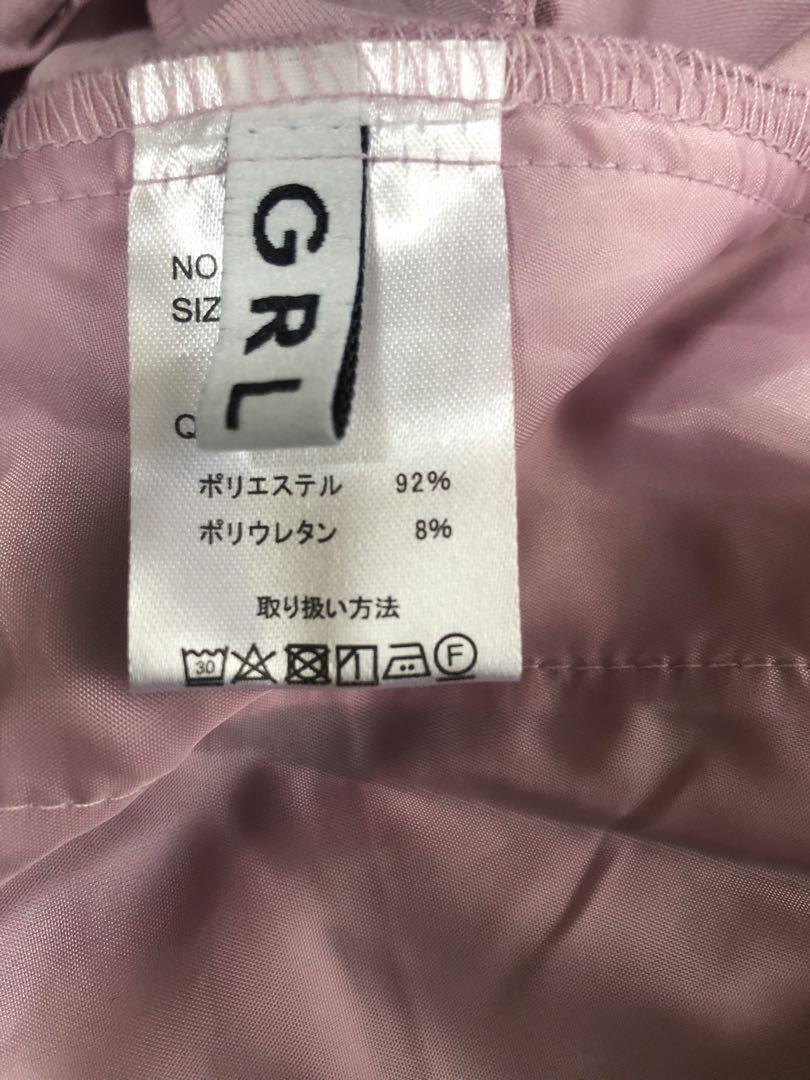 GRL
NO
SIZ
Q
ポリエステル 92%
ポリウレタン 8%
取り扱い方法
30 F